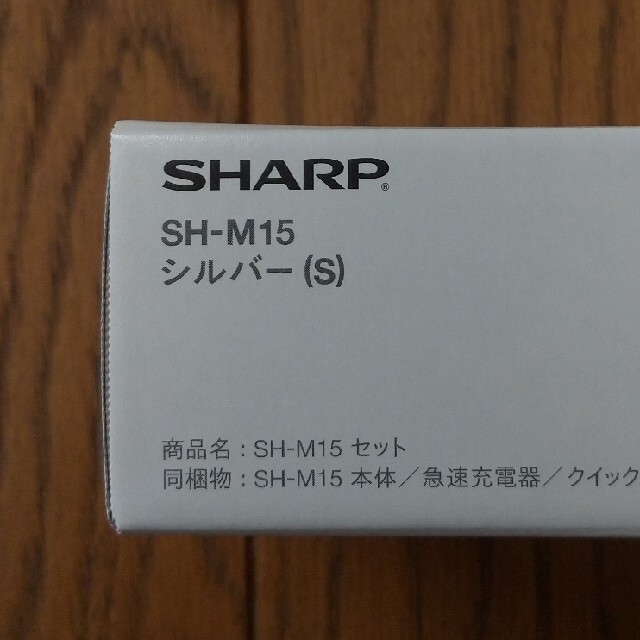 SHARP®
SH-M15
シルバー(S)
商品名：SH-M15 セット
同梱物：SH-M15 本体／急速充電器／クイック